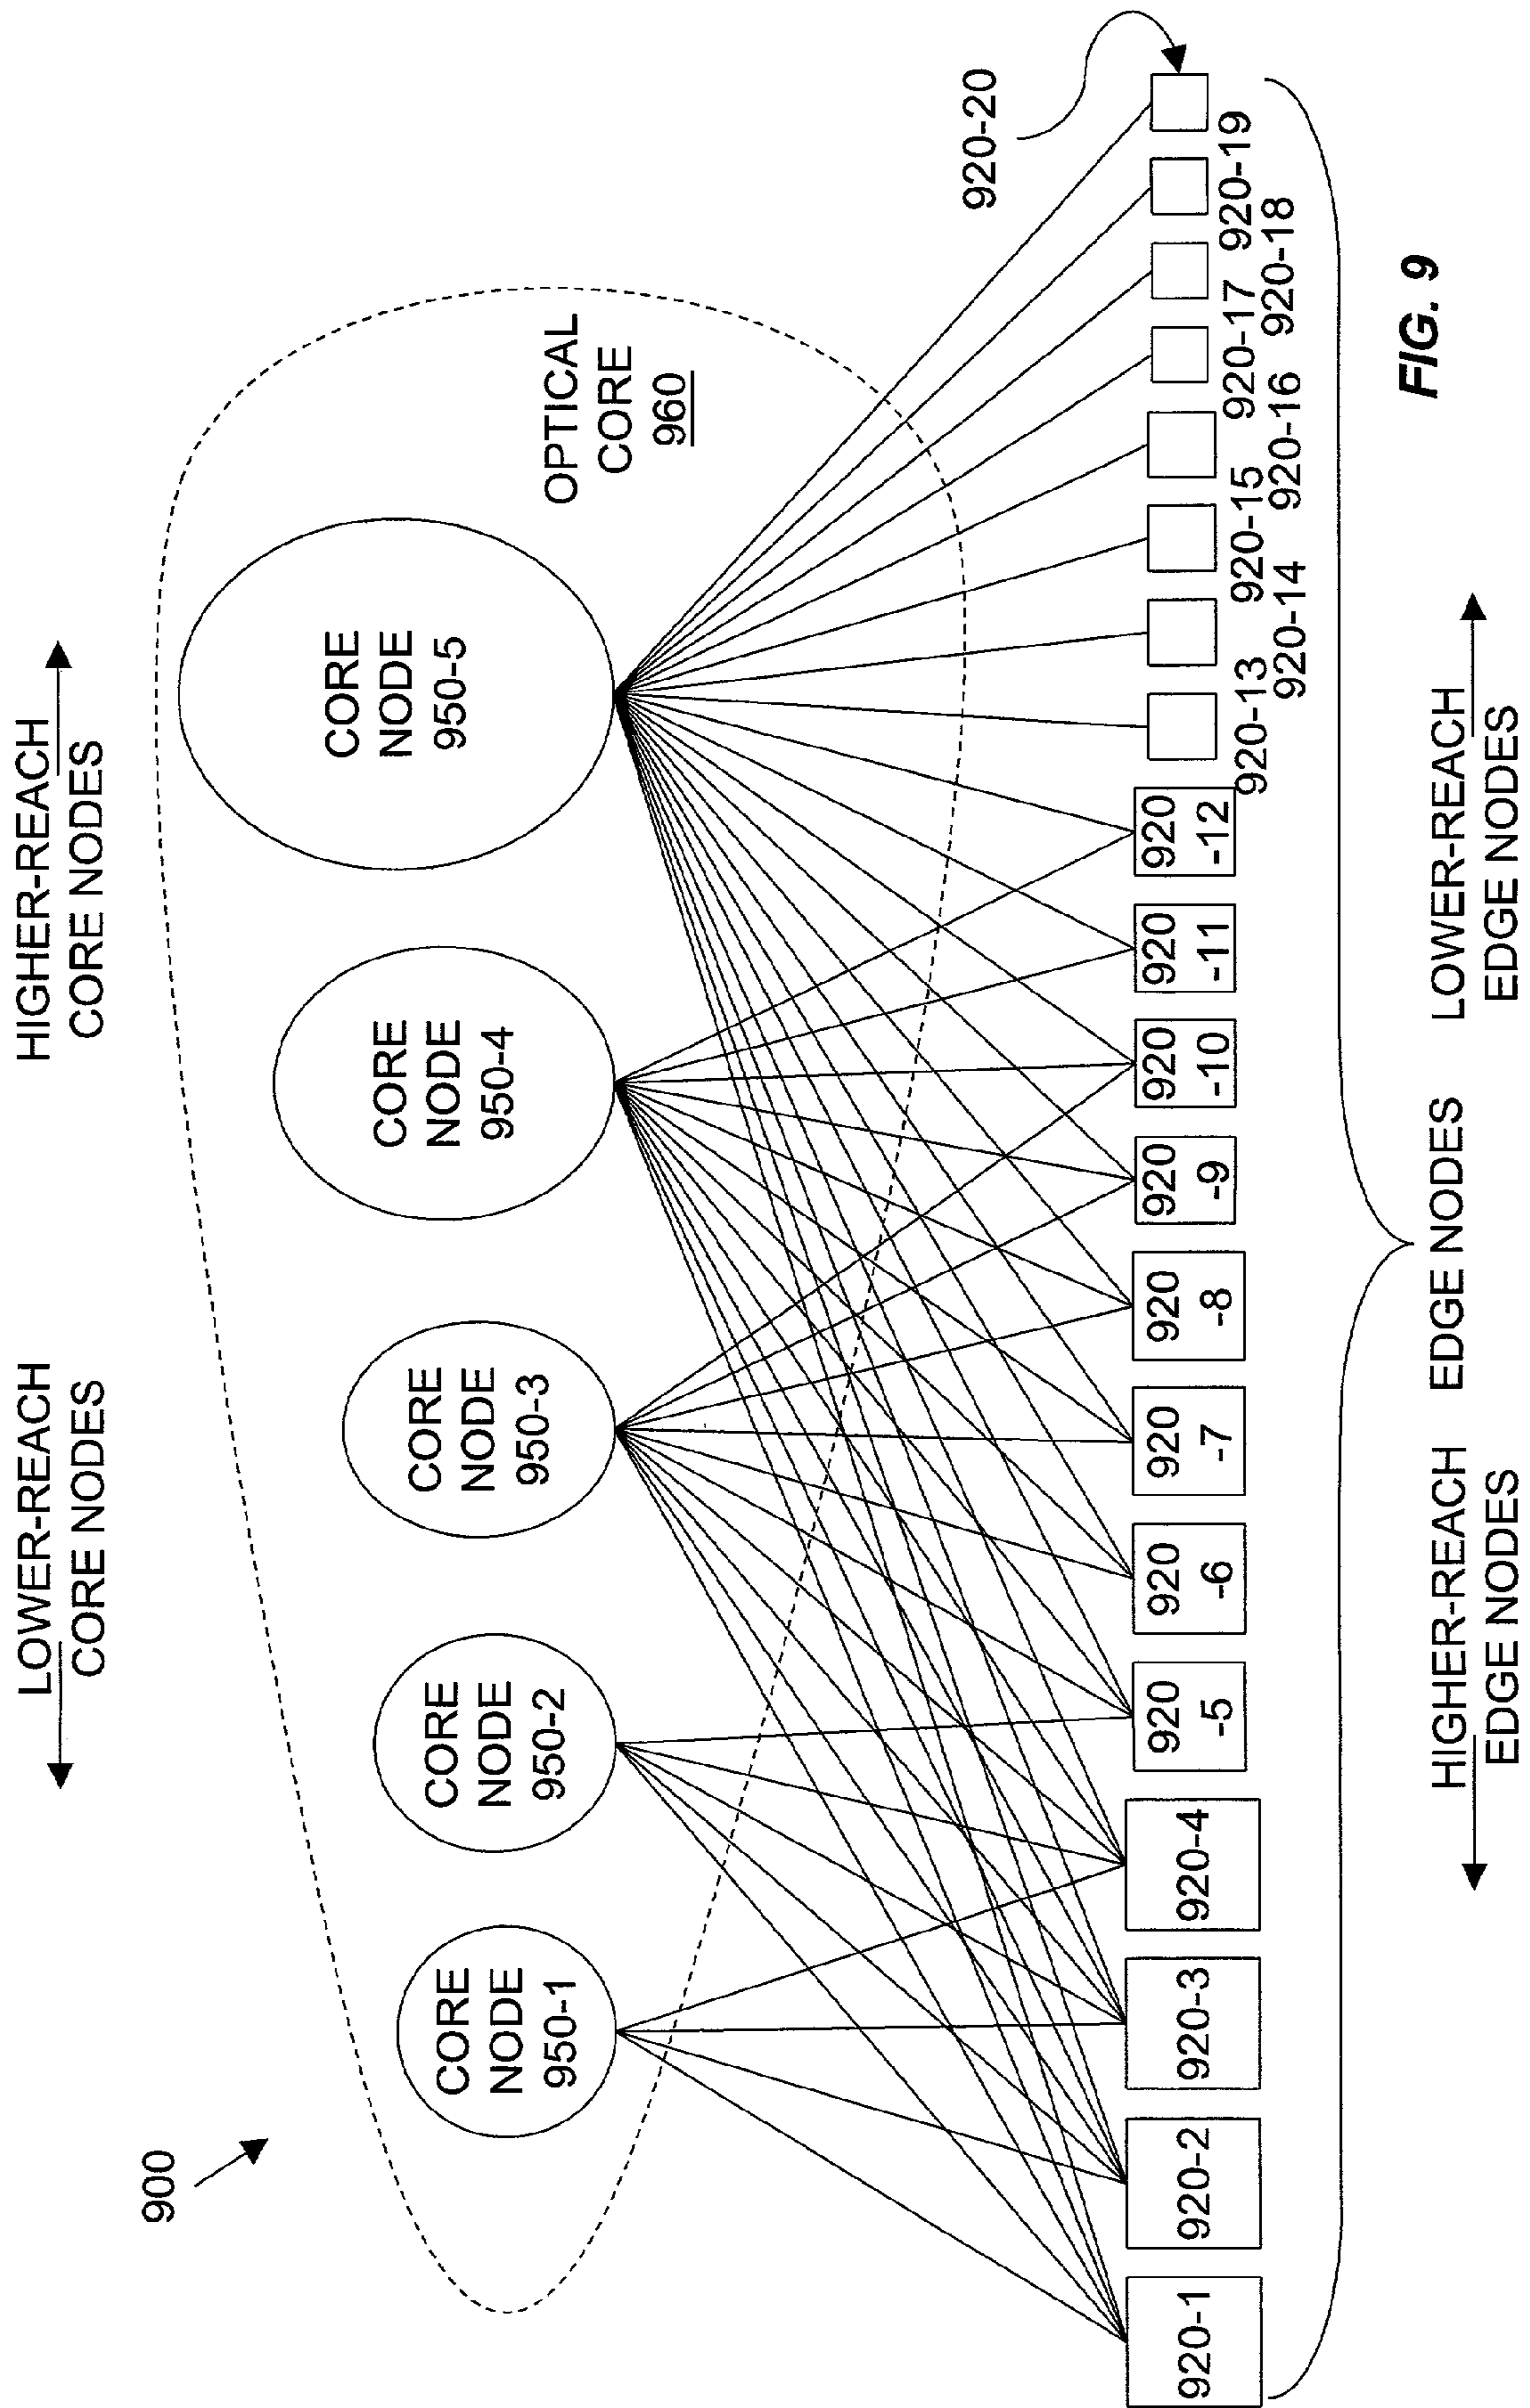 LOWER-REACH
CORE NODES
HIGHER-REACH
CORE NODES
900
CORE
NODE
950-1
CORE
NODE
950-2
CORE
NODE
950-3
CORE
NODE
950-4
CORE
NODE
950-5
OPTICAL
CORE
960
920-20
920-1
920-2
920-3
920-4
920
-5
920
-6
920
-7
920
-8
920
-9
920
-10
920
-11
920
-12
920-13
920-14
920-15
920-16
920-17
920-18
920-19
HIGHER-REACH
EDGE NODES
EDGE NODES
LOWER-REACH
EDGE NODES
FIG. 9